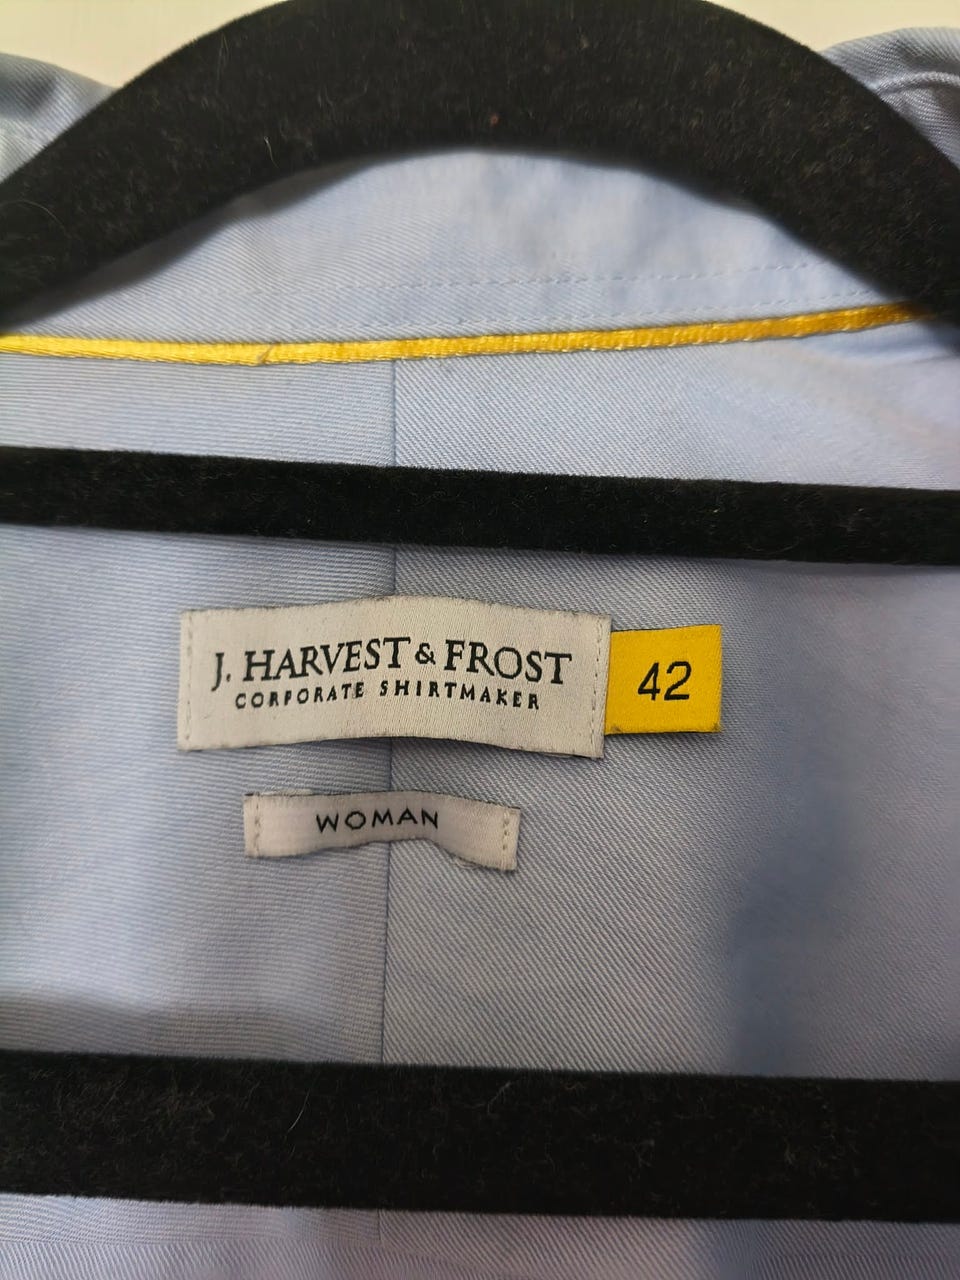 J. HARVEST & FROST
CORPORATE SHIRTMAKER
42
WOMAN